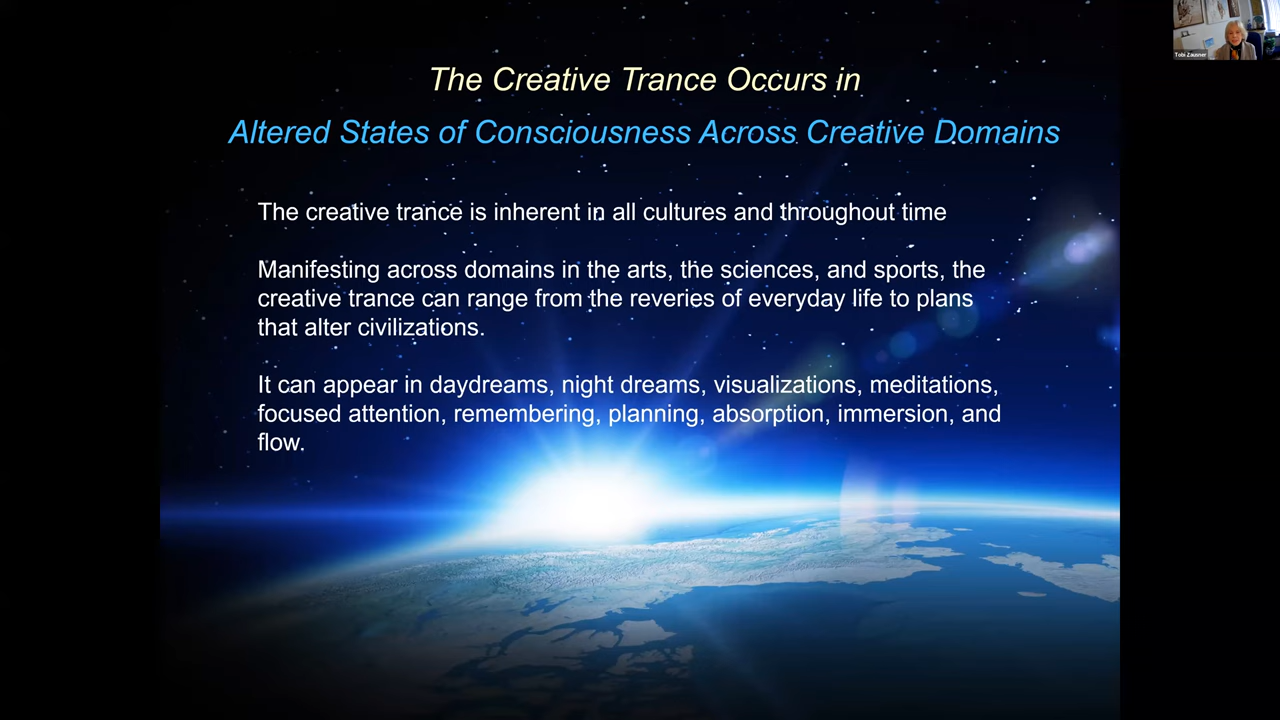 The Creative Trance Occurs in
Altered States of Consciousness Across Creative Domains
The creative trance is inherent in all cultures and throughout time
Manifesting across domains in the arts, the sciences, and sports, the
creative trance can range from the reveries of everyday life to plans
that alter civilizations.
It can appear in daydreams, night dreams, visualizations, meditations,
focused attention, remembering, planning, absorption, immersion, and
flow.
Tobi Zausner